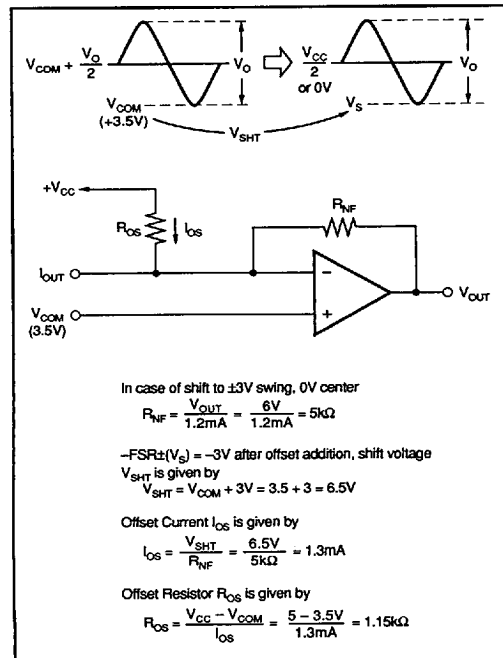 V_COM + V_O/2
V_O
V_COM
(+3.5V)
V_SHT
V_CC/2
or 0V
V_S
V_O
+V_CC
R_OS
I_OS
R_NF
I_OUT
V_COM
(3.5V)
−
+
V_OUT
In case of shift to ±3V swing, 0V center
R_NF = V_OUT/1.2mA = 6V/1.2mA = 5kΩ
–FSR±(V_S) = –3V after offset addition, shift voltage
V_SHT is given by
V_SHT = V_COM + 3V = 3.5 + 3 = 6.5V
Offset Current I_OS is given by
I_OS = V_SHT/R_NF = 6.5V/5kΩ = 1.3mA
Offset Resistor R_OS is given by
R_OS = V_CC – V_COM/I_OS = 5 – 3.5V/1.3mA = 1.15kΩ